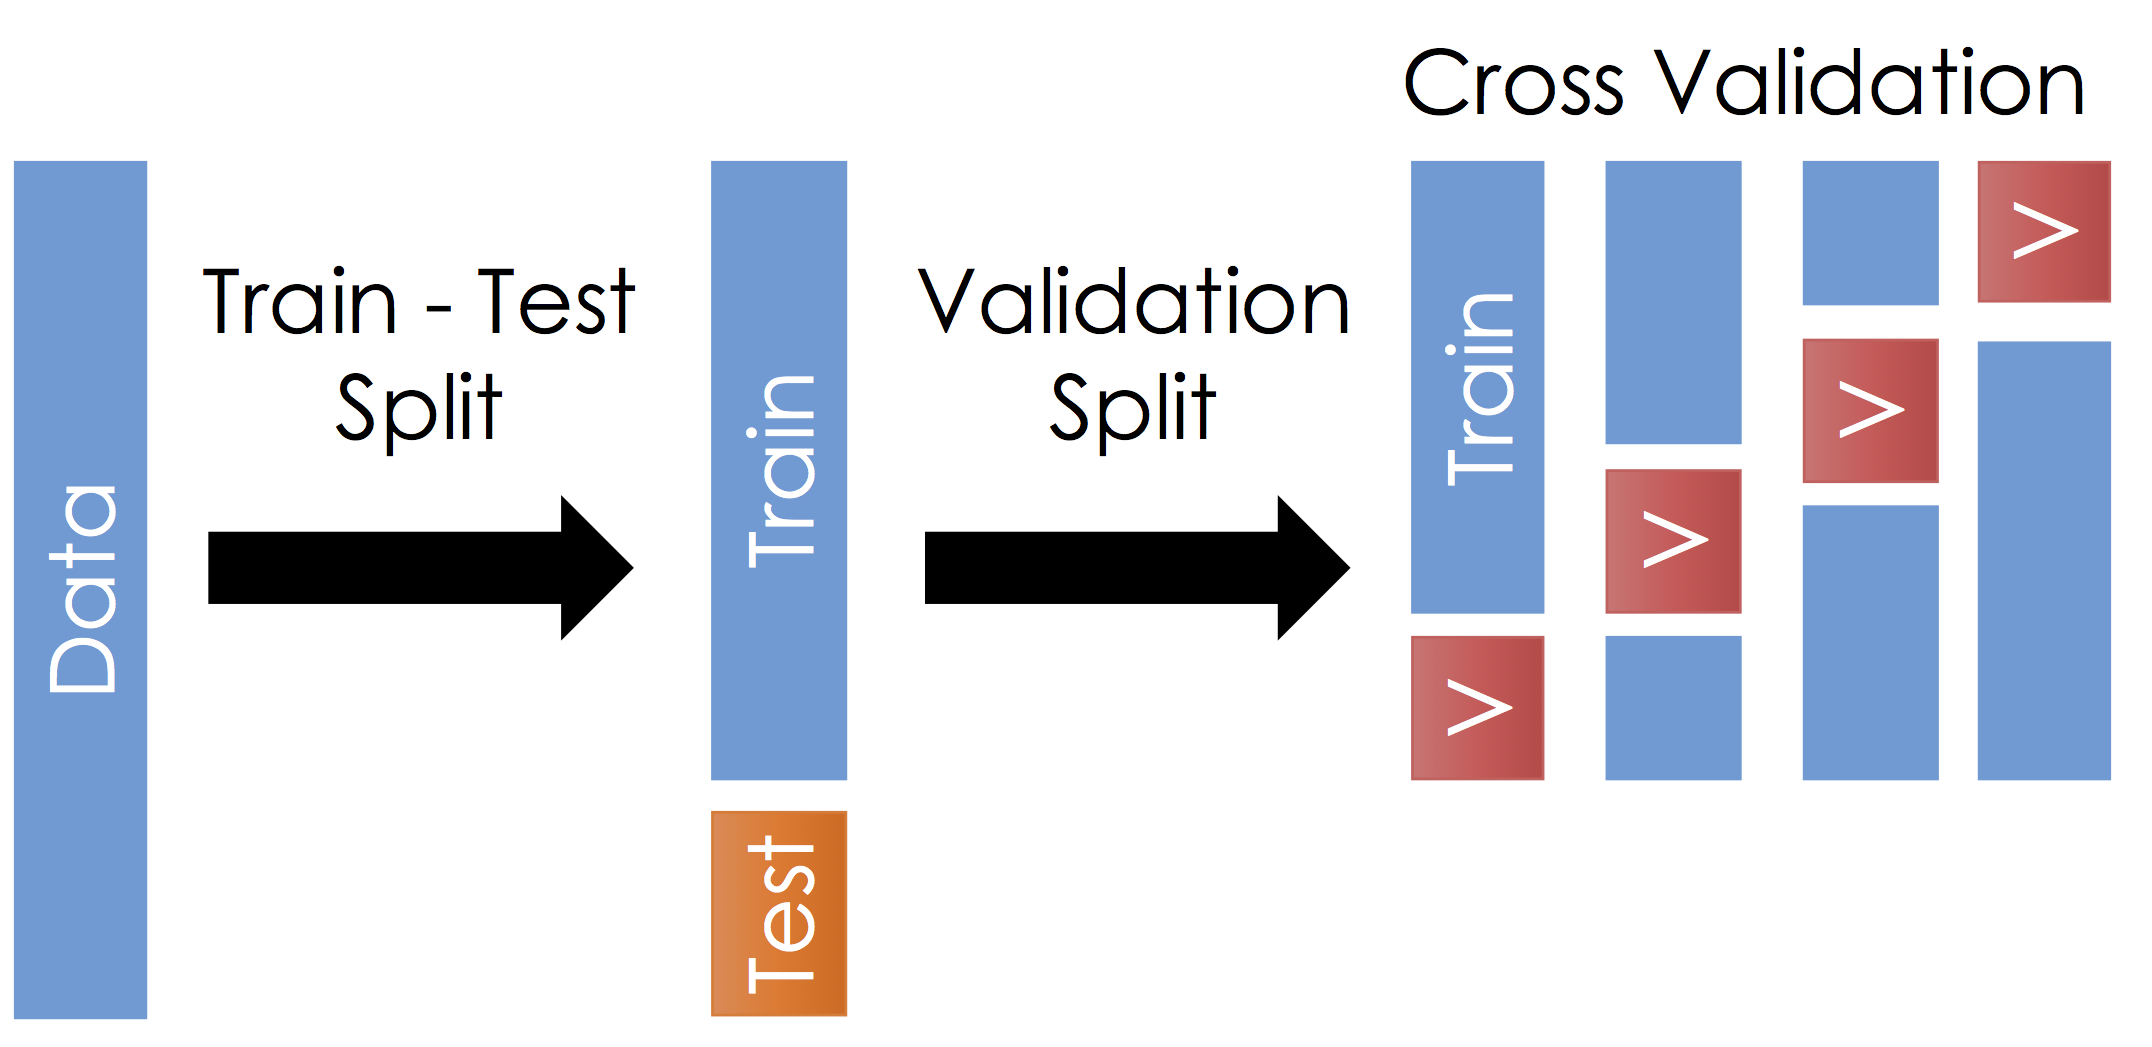 Cross Validation
Data
Train - Test
Split
Train
Test
Validation
Split
Train
V
V
V
V